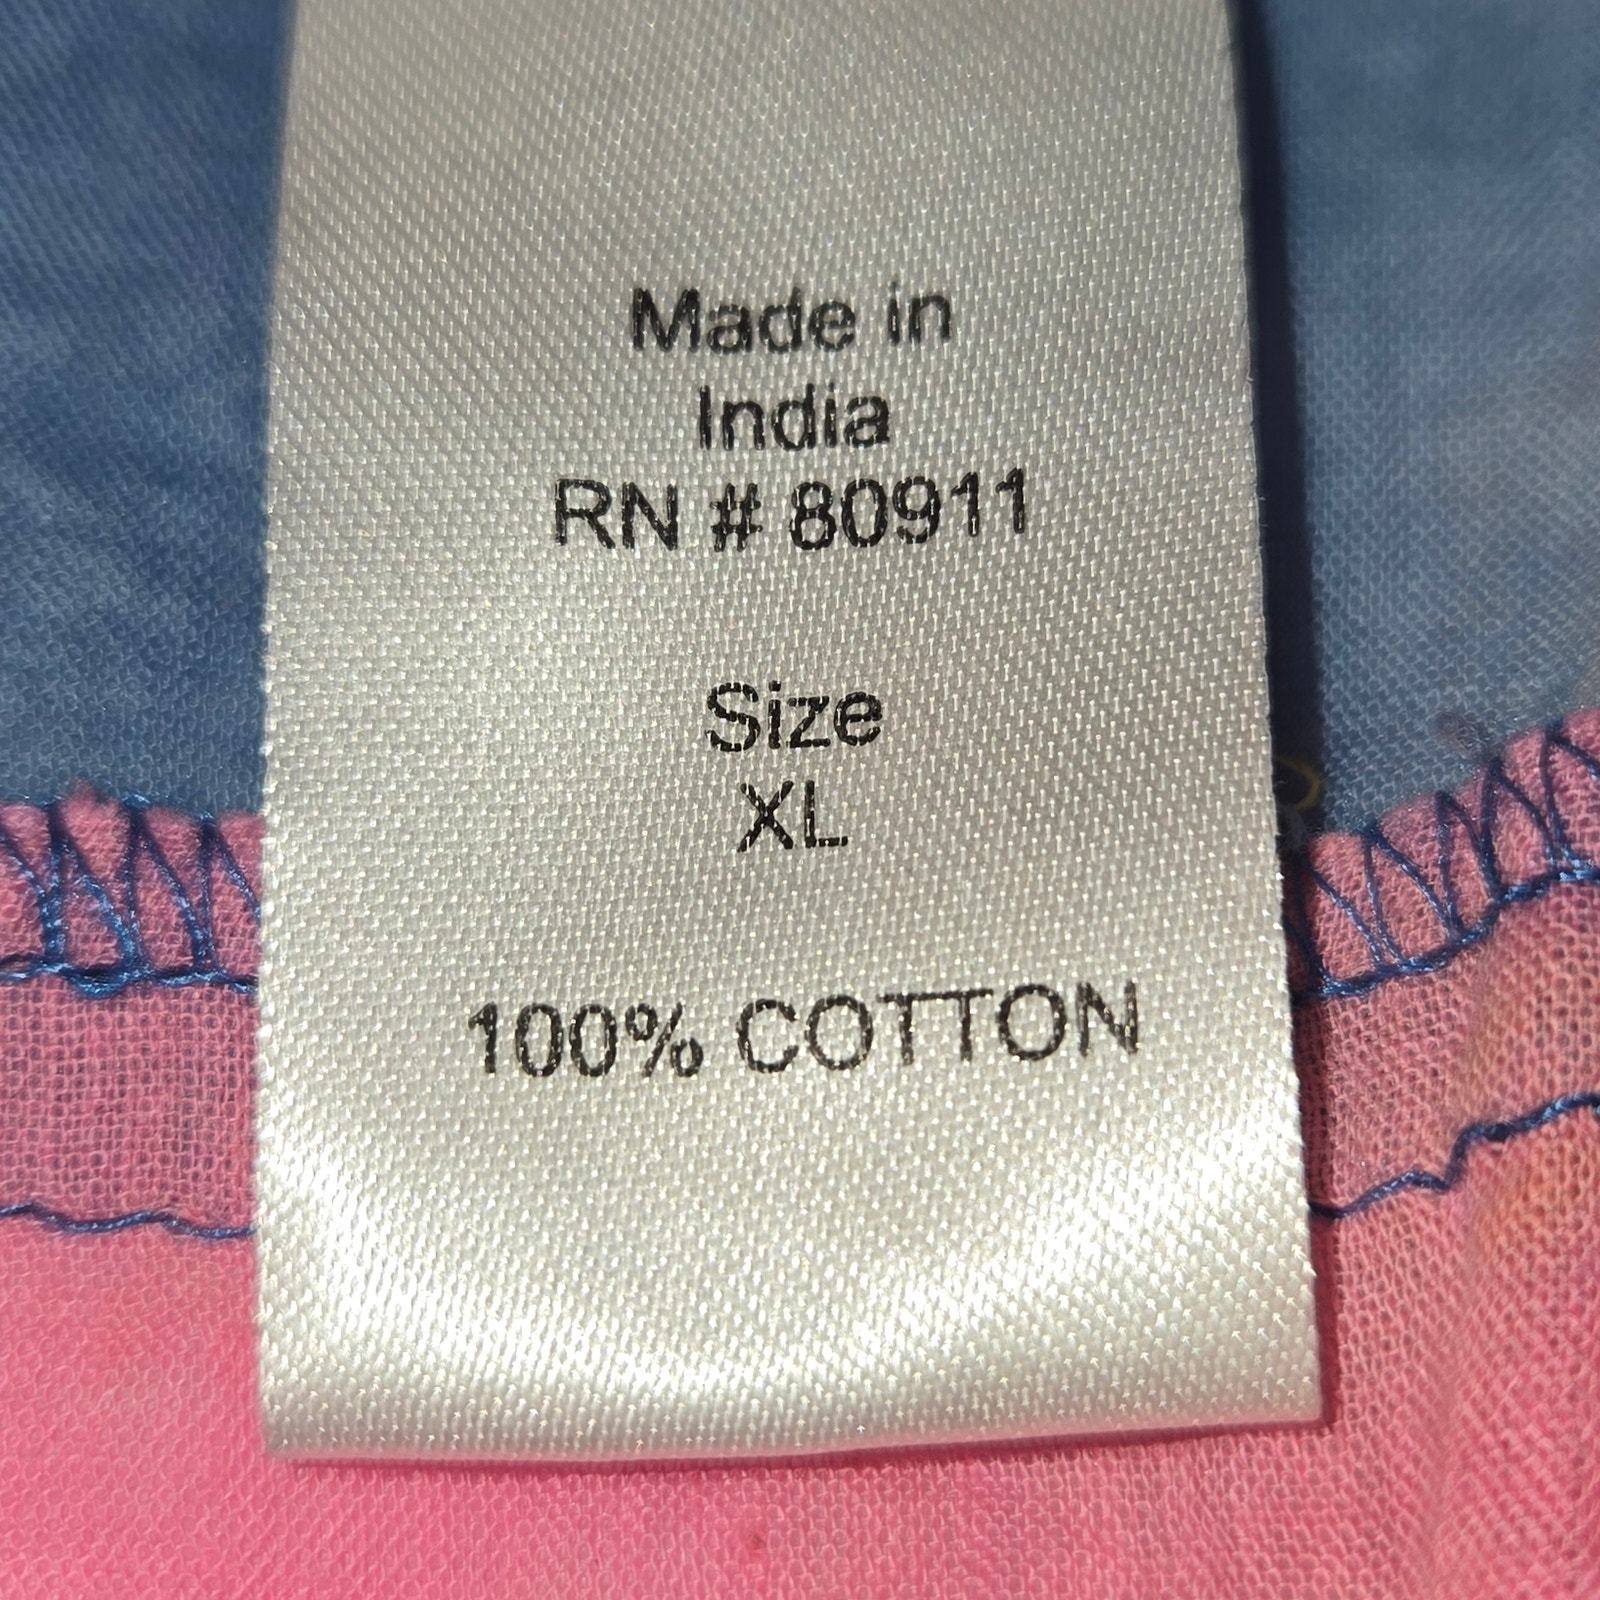 Made in
India
RN # 80911
Size
XL
100% COTTON